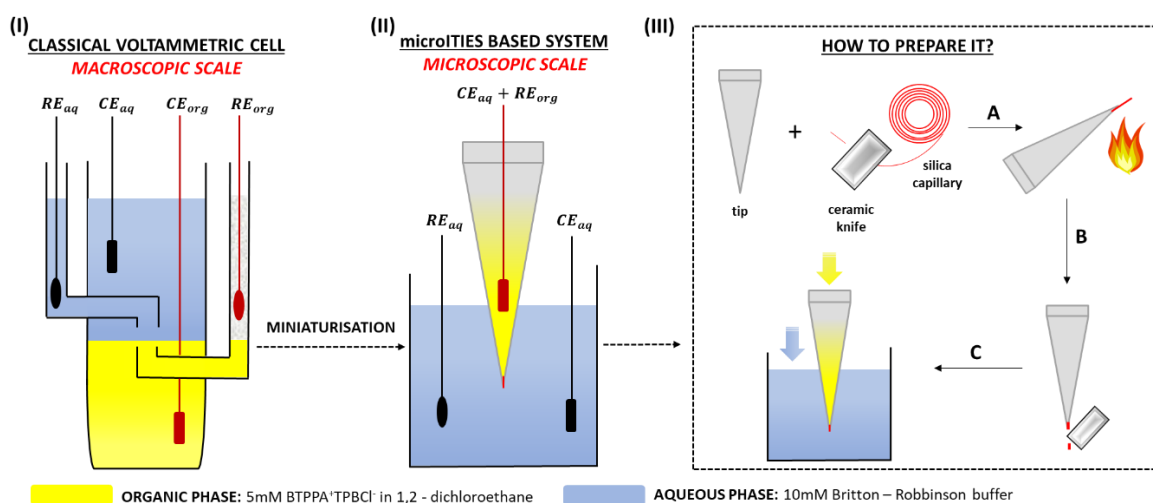 (I)
CLASSICAL VOLTAMMETRIC CELL
MACROSCOPIC SCALE
RE_aq CE_aq CE_org RE_org
MINIATURISATION
(II)
microITIES BASED SYSTEM
MICROSCOPIC SCALE
CE_aq + RE_org
RE_aq
CE_aq
(III)
HOW TO PREPARE IT?
+
A
tip
ceramic
knife
silica
capillary
B
C
ORGANIC PHASE: 5mM BTPPA⁺TPBCl⁻ in 1,2 - dichloroethane
AQUEOUS PHASE: 10mM Britton – Robbinson buffer